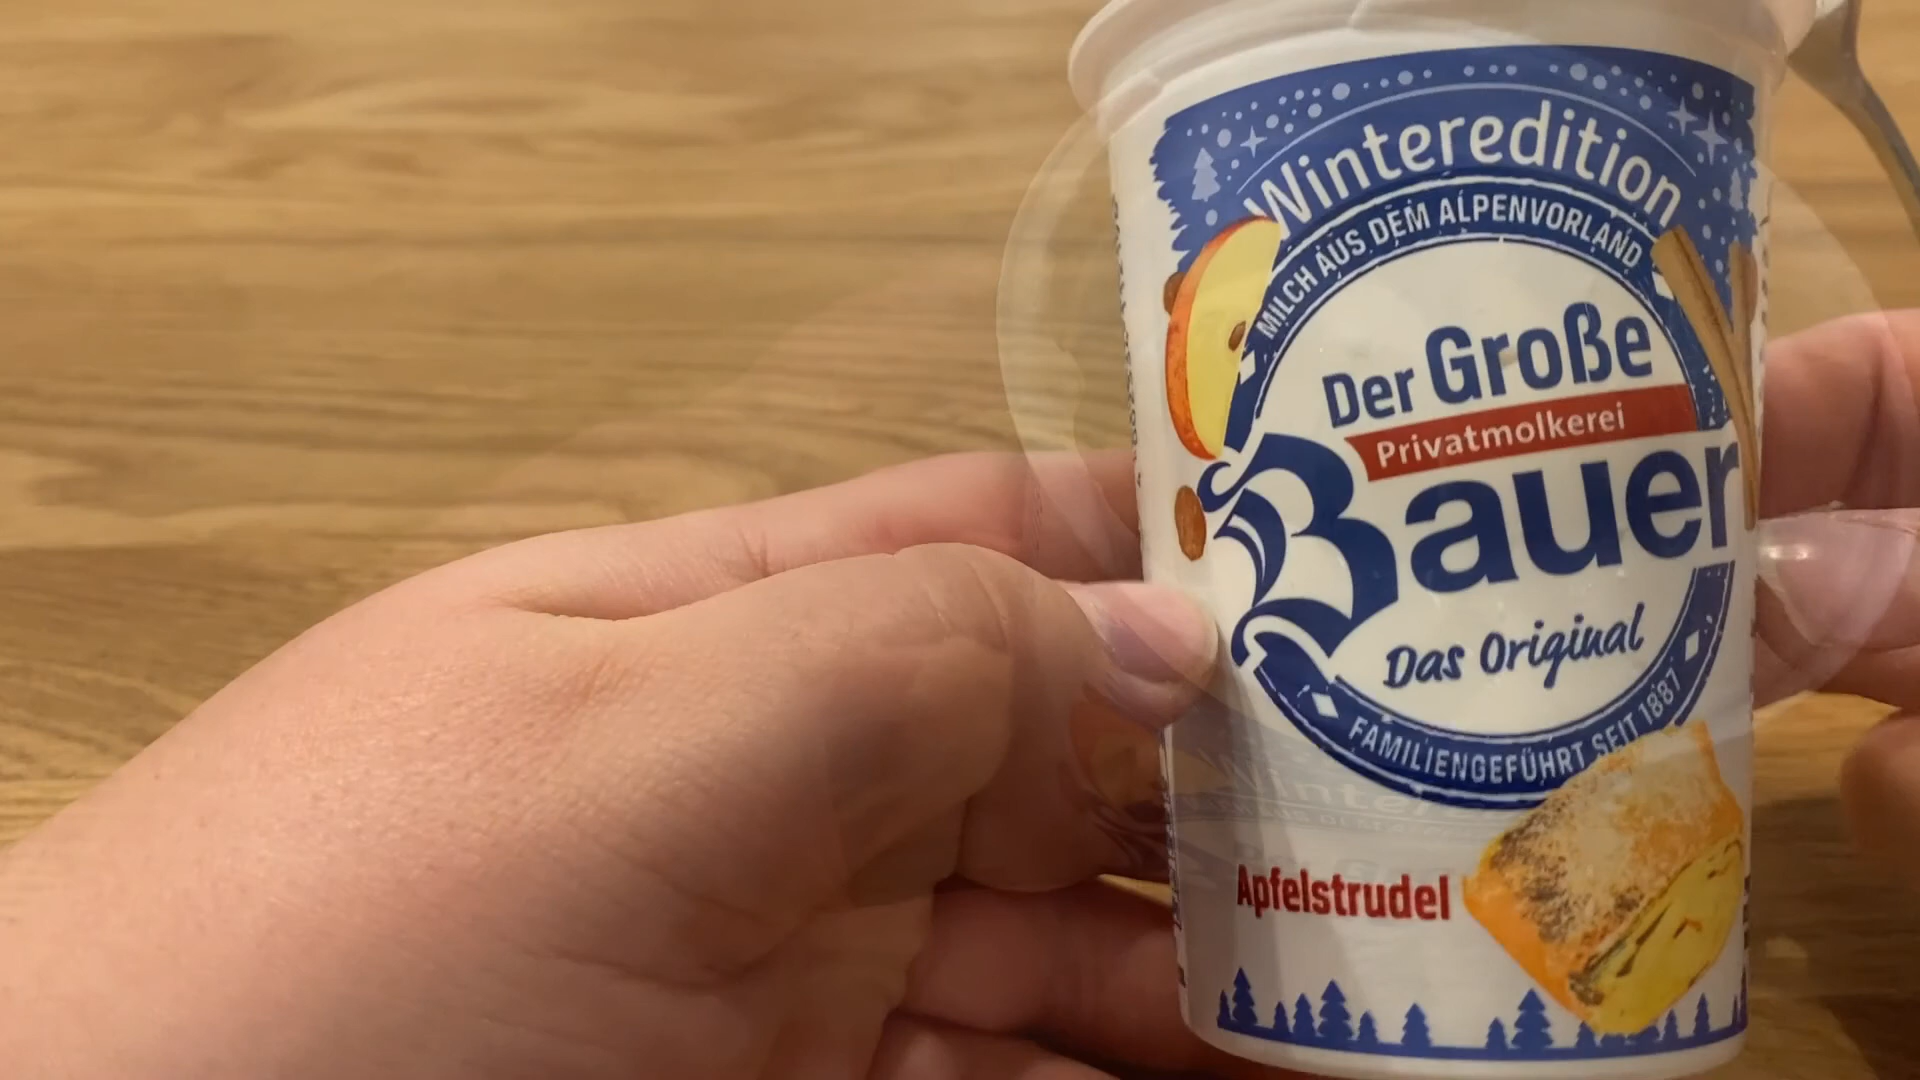 Winteredition
MILCH AUS DEM ALPENVORLAND
Der Große
Privatmolkerei
Bauer
Das Original
FAMILIENGEFÜHRT SEIT 1887
Apfelstrudel